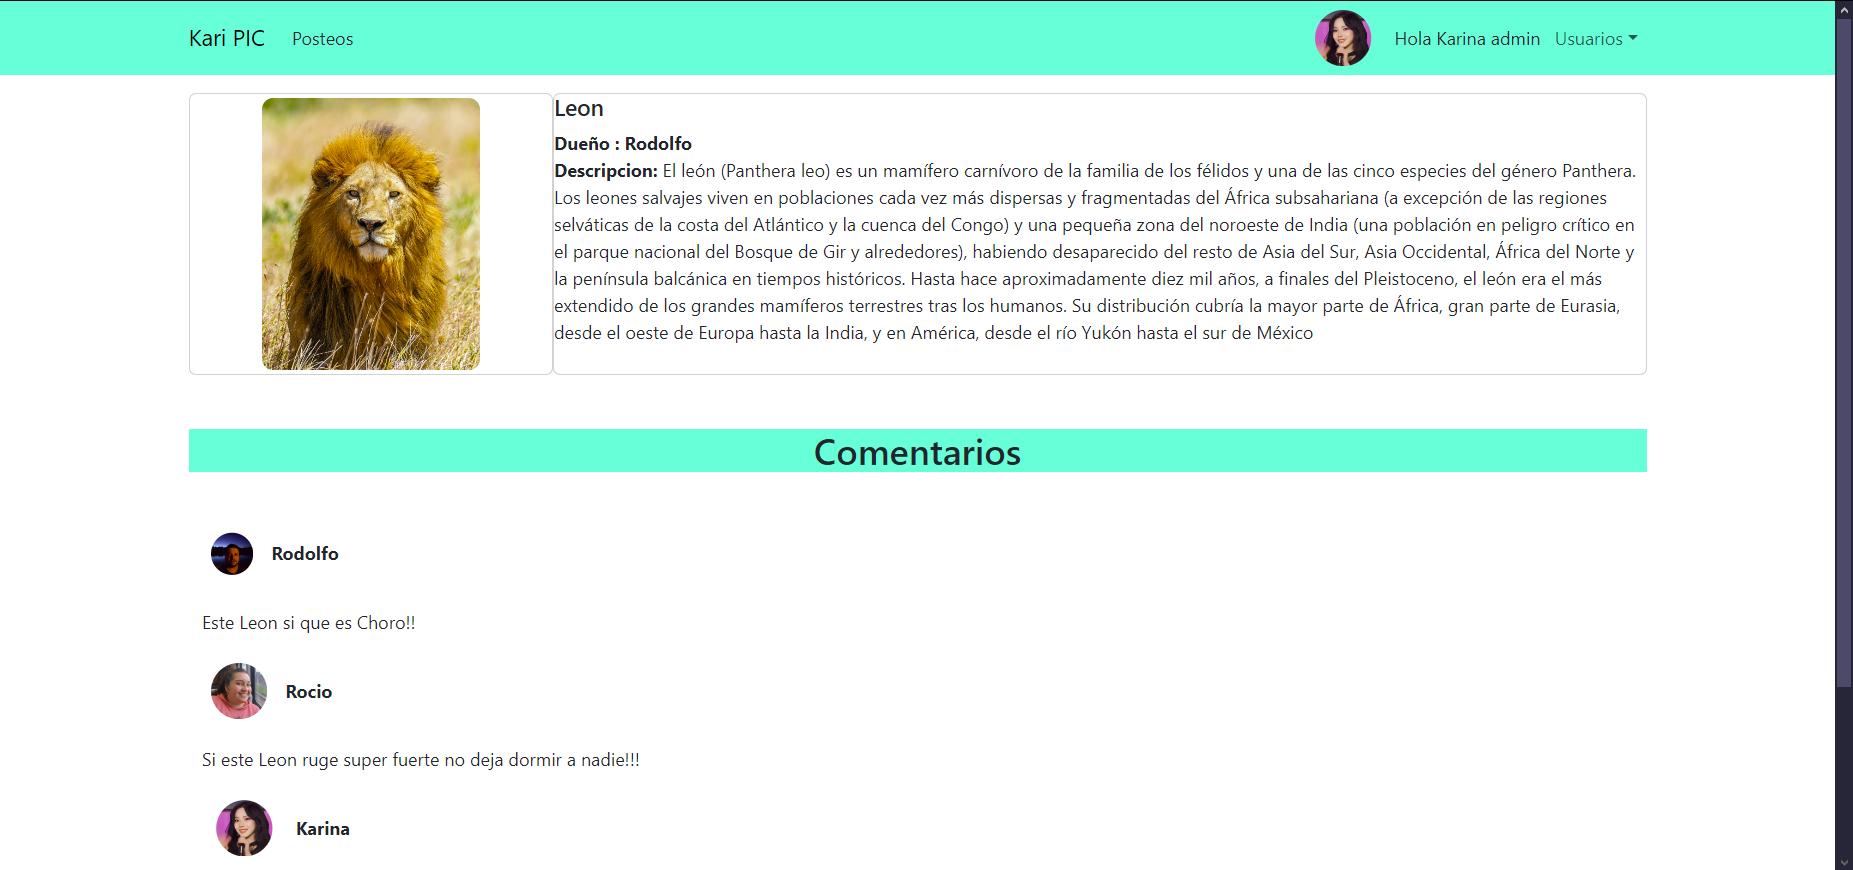 Kari PIC Posteos Hola Karina admin Usuarios
Leon
Dueño : Rodolfo
Descripcion: El león (Panthera leo) es un mamífero carnívoro de la familia de los félidos y una de las cinco especies del género Panthera.
Los leones salvajes viven en poblaciones cada vez más dispersas y fragmentadas del África subsahariana (a excepción de las regiones
selváticas de la costa del Atlántico y la cuenca del Congo) y una pequeña zona del noroeste de India (una población en peligro crítico en
el parque nacional del Bosque de Gir y alrededores), habiendo desaparecido del resto de Asia del Sur, Asia Occidental, África del Norte y
la península balcánica en tiempos históricos. Hasta hace aproximadamente diez mil años, a finales del Pleistoceno, el león era el más
extendido de los grandes mamíferos terrestres tras los humanos. Su distribución cubría la mayor parte de África, gran parte de Eurasia,
desde el oeste de Europa hasta la India, y en América, desde el río Yukón hasta el sur de México
Comentarios
Rodolfo
Este Leon si que es Choro!!
Rocio
Si este Leon ruge super fuerte no deja dormir a nadie!!!
Karina